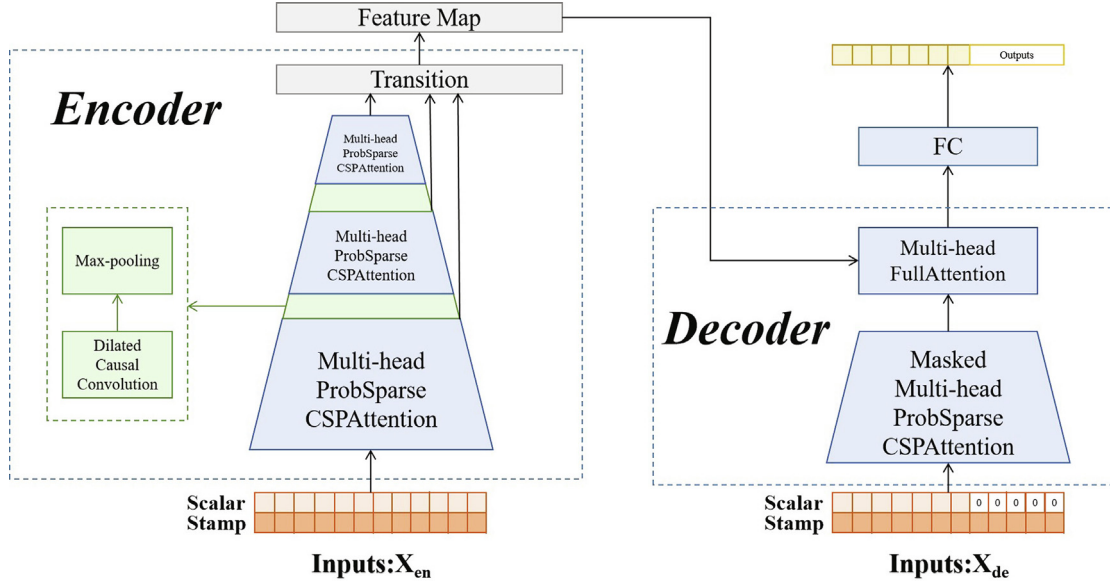 Feature Map
Transition
Encoder
Multi-head
ProbSparse
CSPAttention
Multi-head
ProbSparse
CSPAttention
Max-pooling
Dilated
Causal
Convolution
Multi-head
ProbSparse
CSPAttention
Scalar
Stamp
Inputs:Xen
Outputs
FC
Multi-head
FullAttention
Decoder
Masked
Multi-head
ProbSparse
CSPAttention
0 0 0 0 0
Scalar
Stamp
Inputs:Xde